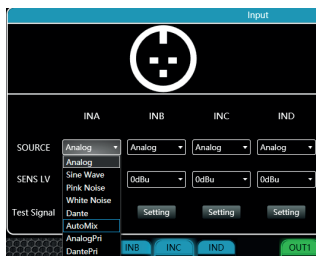 Input
INA INB INC IND
SOURCE Analog Analog Analog Analog
Analog
Sine Wave
SENS LV 0dBu 0dBu 0dBu
Pink Noise
White Noise
Test Signal Dante Setting Setting Setting
AutoMix
AnalogPri
DantePri INB INC IND OUT1